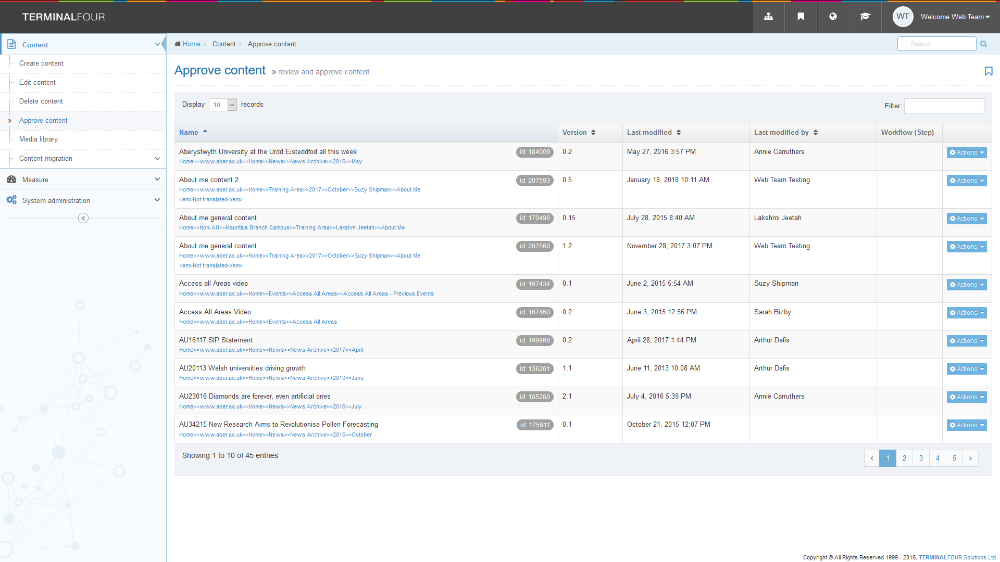 TERMINALFOUR
WT Welcome Web Team
Content
Create content
Edit content
Delete content
Approve content
Media library
Content migration
Measure
System administration
Home Content Approve content
Search ...
Approve content » review and approve content
Display 10 records
Filter:
Name Version Last modified Last modified by Workflow (Step)
Aberystwyth University at the Urdd Eisteddfod all this week id: 184009 0.2 May 27, 2016 3:57 PM Annie Carruthers Actions
Home>>www.aber.ac.uk>>Home>>News>>News Archive>>2016>>May
About me content 2 id: 207593 0.5 January 18, 2018 10:11 AM Web Team Testing Actions
Home>>www.aber.ac.uk>>Home>>Training Area>>2017>>October>>Suzy Shipman>>About Me
<em>Not translated</em>
About me general content id: 170496 0.15 July 28, 2015 8:40 AM Lakshmi Jeetah Actions
Home>>Non-AU>>Mauritius Branch Campus>>Training Area>>Lakshmi Jeetah>>About Me
About me general content id: 207560 1.2 November 28, 2017 3:07 PM Web Team Testing Actions
Home>>www.aber.ac.uk>>Home>>Training Area>>2017>>October>>Suzy Shipman>>About Me
<em>Not translated</em>
Access all Areas video id: 167434 0.1 June 2, 2015 5:54 AM Suzy Shipman Actions
Home>>www.aber.ac.uk>>Home>>Events>>Access All Areas>>Access All Areas - Previous Events
Access All Areas Video id: 167460 0.2 June 3, 2015 12:56 PM Sarah Bizby Actions
Home>>www.aber.ac.uk>>Home>>Events>>Access All Areas
AU16117 SIP Statement id: 199968 0.2 April 28, 2017 1:44 PM Arthur Dafis Actions
Home>>www.aber.ac.uk>>Home>>News>>News Archive>>2017>>April
AU20113 Welsh universities driving growth id: 136201 1.1 June 11, 2013 10:08 AM Arthur Dafis Actions
Home>>www.aber.ac.uk>>Home>>News>>News Archive>>2013>>June
AU23016 Diamonds are forever, even artificial ones id: 185280 2.1 July 4, 2016 5:39 PM Annie Carruthers Actions
Home>>www.aber.ac.uk>>Home>>News>>News Archive>>2016>>July
AU34215 New Research Aims to Revolutionise Pollen Forecasting id: 175911 0.1 October 21, 2015 12:07 PM Actions
Home>>www.aber.ac.uk>>Home>>News>>News Archive>>2015>>October
Showing 1 to 10 of 45 entries
‹ 1 2 3 4 5 ›
Copyright © All Rights Reserved 1999 - 2018, TERMINALFOUR Solutions Ltd.